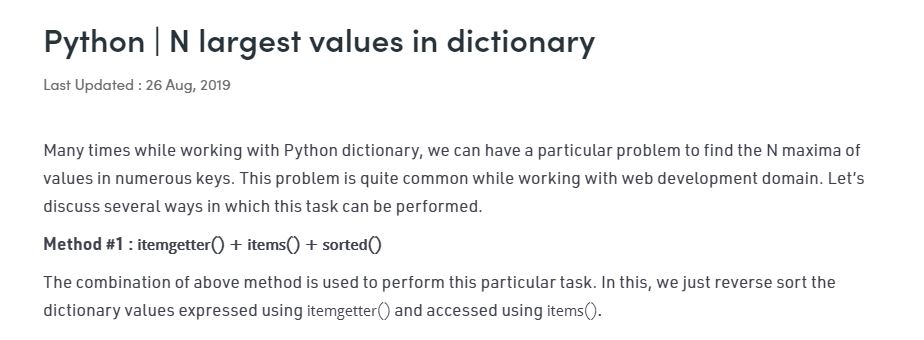 Python | N largest values in dictionary
Last Updated : 26 Aug, 2019
Many times while working with Python dictionary, we can have a particular problem to find the N maxima of
values in numerous keys. This problem is quite common while working with web development domain. Let’s
discuss several ways in which this task can be performed.
Method #1 : itemgetter() + items() + sorted()
The combination of above method is used to perform this particular task. In this, we just reverse sort the
dictionary values expressed using itemgetter() and accessed using items().